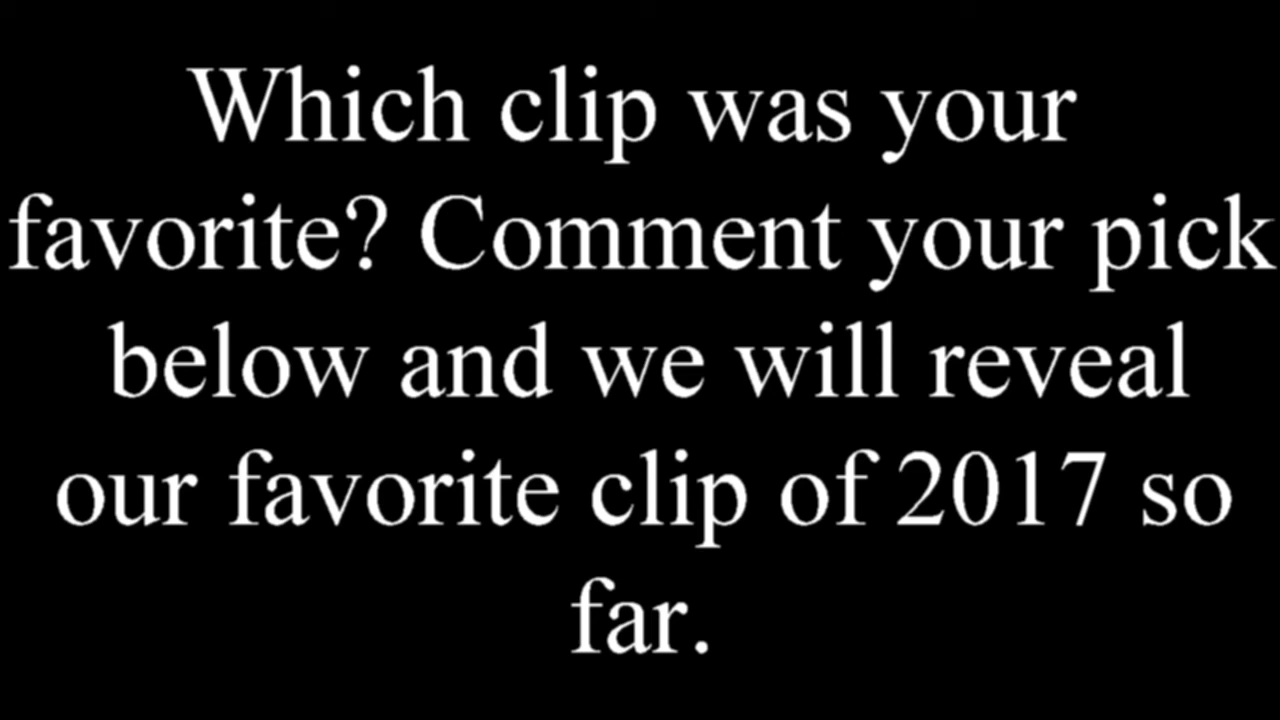 Which clip was your
favorite? Comment your pick
below and we will reveal
our favorite clip of 2017 so
far.